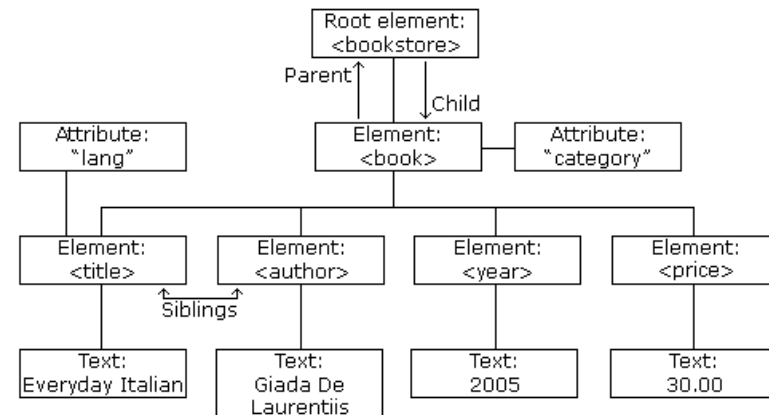 Root element:
<bookstore>
Parent
Child
Attribute:
"lang"
Element:
<book>
Attribute:
"category"
Element:
<title>
Element:
<author>
Element:
<year>
Element:
<price>
Siblings
Text:
Everyday Italian
Text:
Giada De
Laurentiis
Text:
2005
Text:
30.00